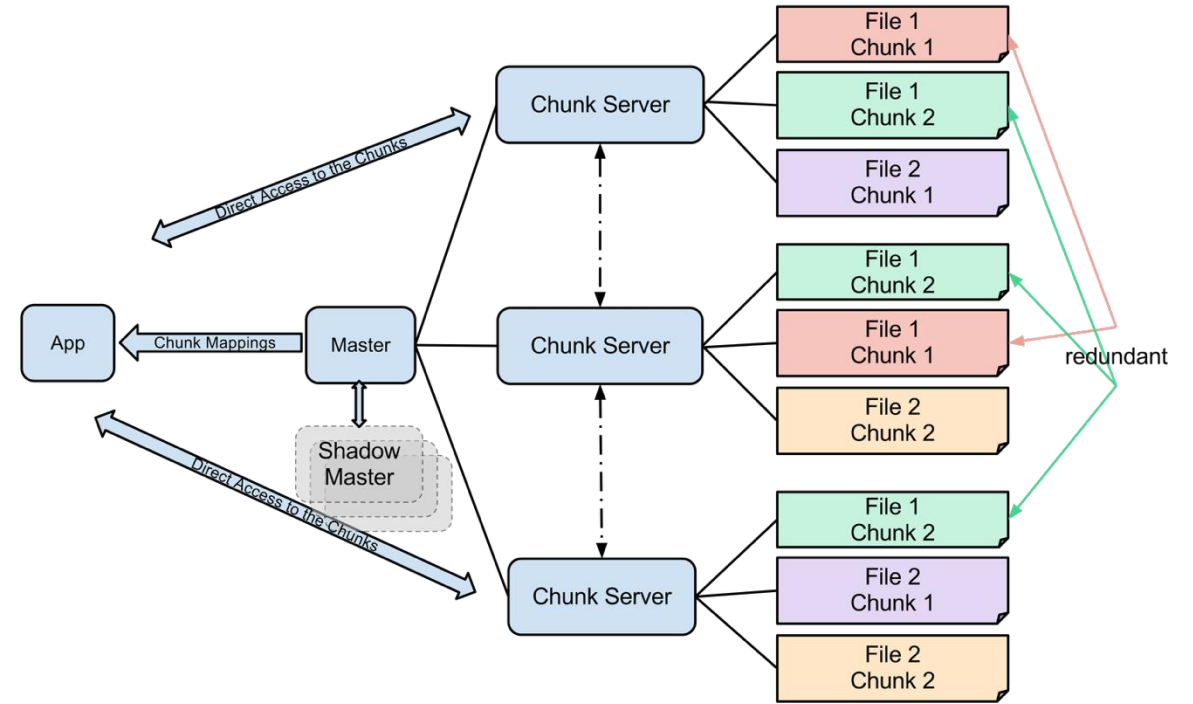 File 1
Chunk 1
Chunk Server
File 1
Chunk 2
Direct Access to the Chunks
File 2
Chunk 1
File 1
Chunk 2
App
Chunk Mappings
Master
Chunk Server
File 1
Chunk 1
redundant
File 2
Chunk 2
Shadow
Master
Direct Access to the Chunks
File 1
Chunk 2
Chunk Server
File 2
Chunk 1
File 2
Chunk 2